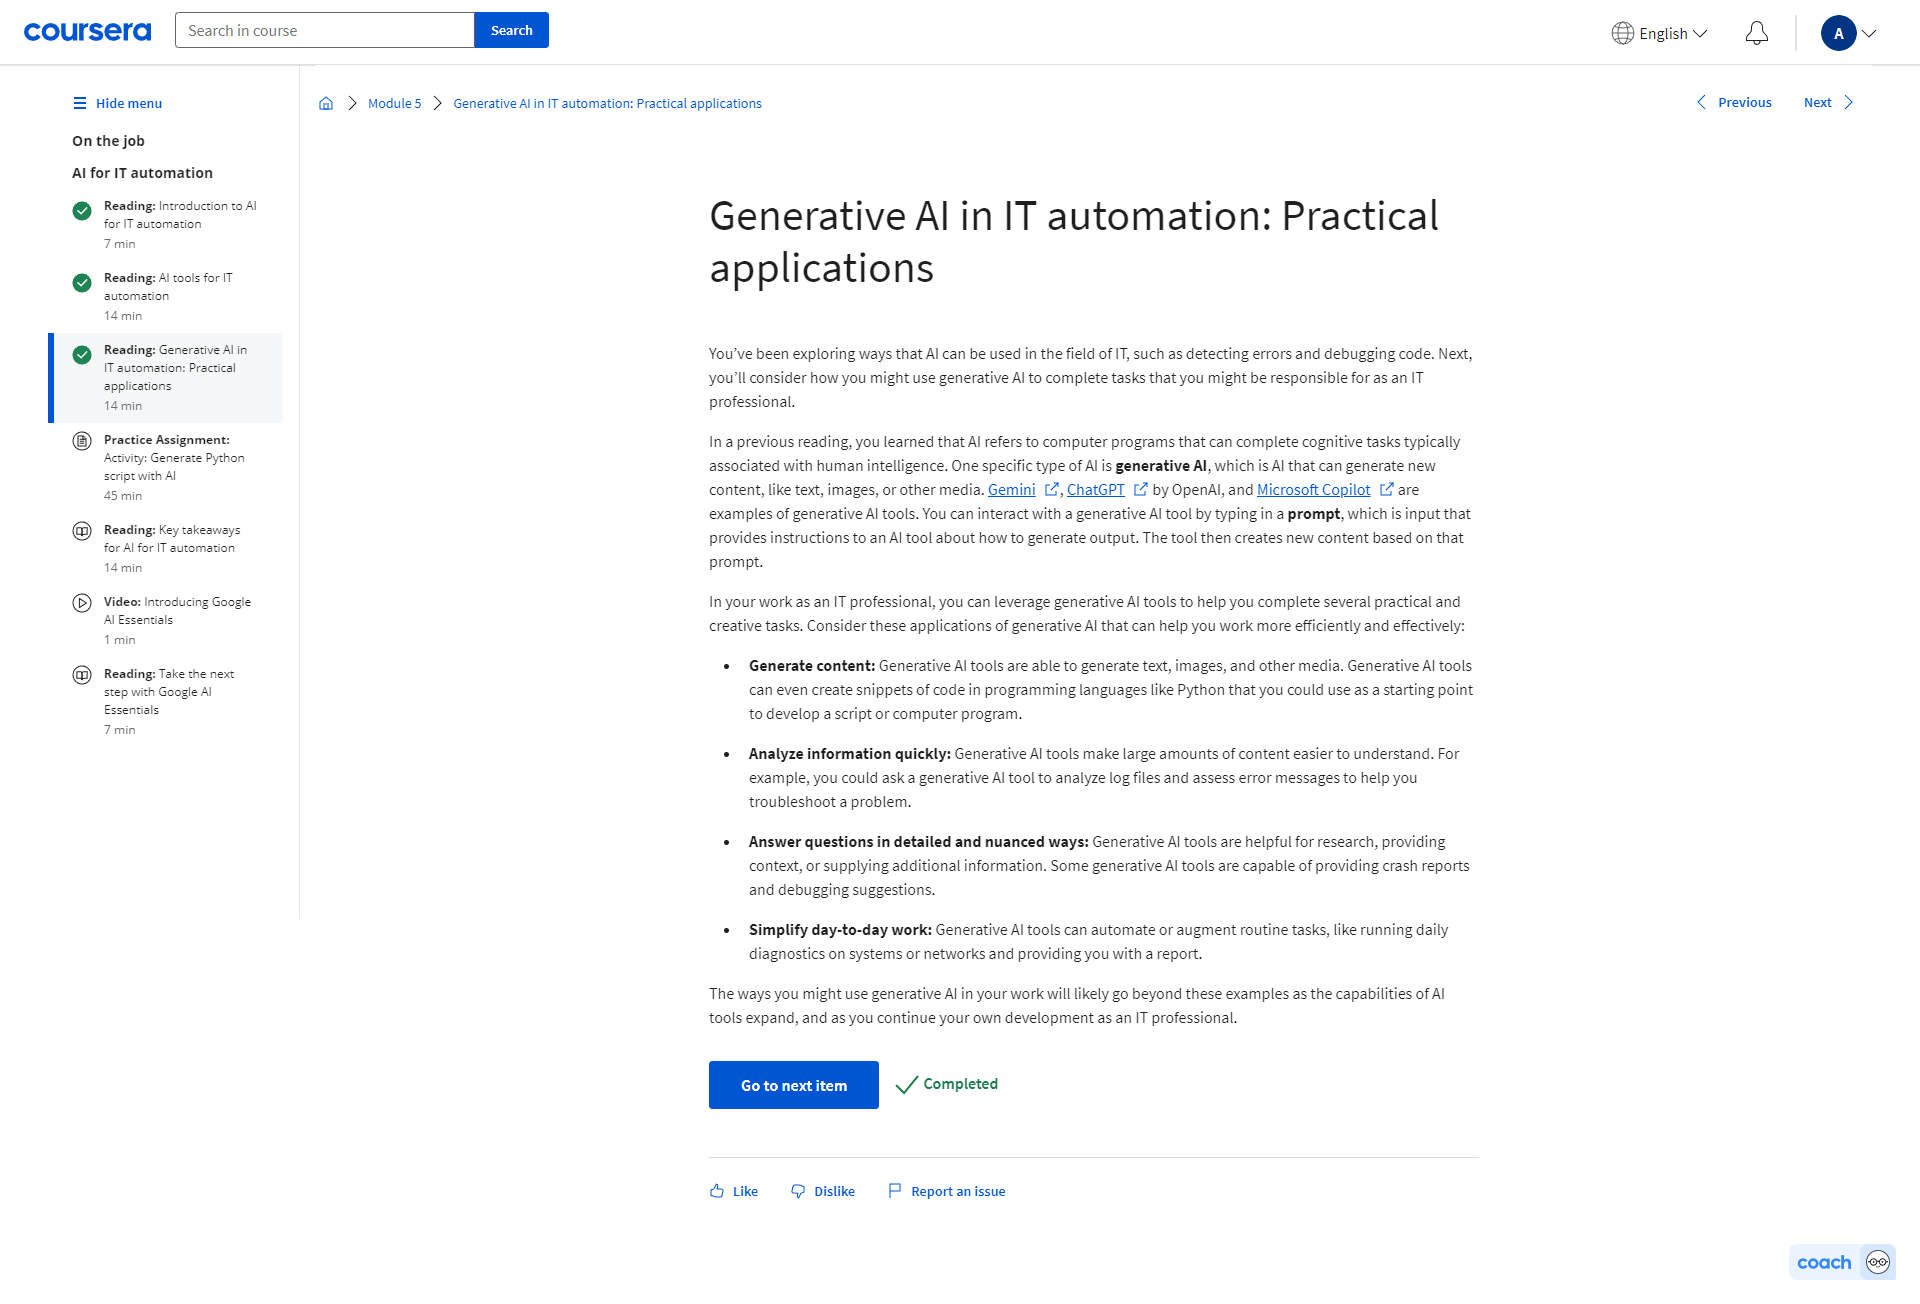 coursera
Search in course
Search
English
A
Hide menu
On the job
AI for IT automation
Reading: Introduction to AI
for IT automation
7 min
Reading: AI tools for IT
automation
14 min
Reading: Generative AI in
IT automation: Practical
applications
14 min
Practice Assignment:
Activity: Generate Python
script with AI
45 min
Reading: Key takeaways
for AI for IT automation
14 min
Video: Introducing Google
AI Essentials
1 min
Reading: Take the next
step with Google AI
Essentials
7 min
Module 5
Generative AI in IT automation: Practical applications
Previous
Next
Generative AI in IT automation: Practical
applications
You’ve been exploring ways that AI can be used in the field of IT, such as detecting errors and debugging code. Next,
you’ll consider how you might use generative AI to complete tasks that you might be responsible for as an IT
professional.
In a previous reading, you learned that AI refers to computer programs that can complete cognitive tasks typically
associated with human intelligence. One specific type of AI is generative AI, which is AI that can generate new
content, like text, images, or other media. Gemini, ChatGPT by OpenAI, and Microsoft Copilot are
examples of generative AI tools. You can interact with a generative AI tool by typing in a prompt, which is input that
provides instructions to an AI tool about how to generate output. The tool then creates new content based on that
prompt.
In your work as an IT professional, you can leverage generative AI tools to help you complete several practical and
creative tasks. Consider these applications of generative AI that can help you work more efficiently and effectively:
• Generate content: Generative AI tools are able to generate text, images, and other media. Generative AI tools
can even create snippets of code in programming languages like Python that you could use as a starting point
to develop a script or computer program.
• Analyze information quickly: Generative AI tools make large amounts of content easier to understand. For
example, you could ask a generative AI tool to analyze log files and assess error messages to help you
troubleshoot a problem.
• Answer questions in detailed and nuanced ways: Generative AI tools are helpful for research, providing
context, or supplying additional information. Some generative AI tools are capable of providing crash reports
and debugging suggestions.
• Simplify day-to-day work: Generative AI tools can automate or augment routine tasks, like running daily
diagnostics on systems or networks and providing you with a report.
The ways you might use generative AI in your work will likely go beyond these examples as the capabilities of AI
tools expand, and as you continue your own development as an IT professional.
Go to next item
Completed
Like
Dislike
Report an issue
coach